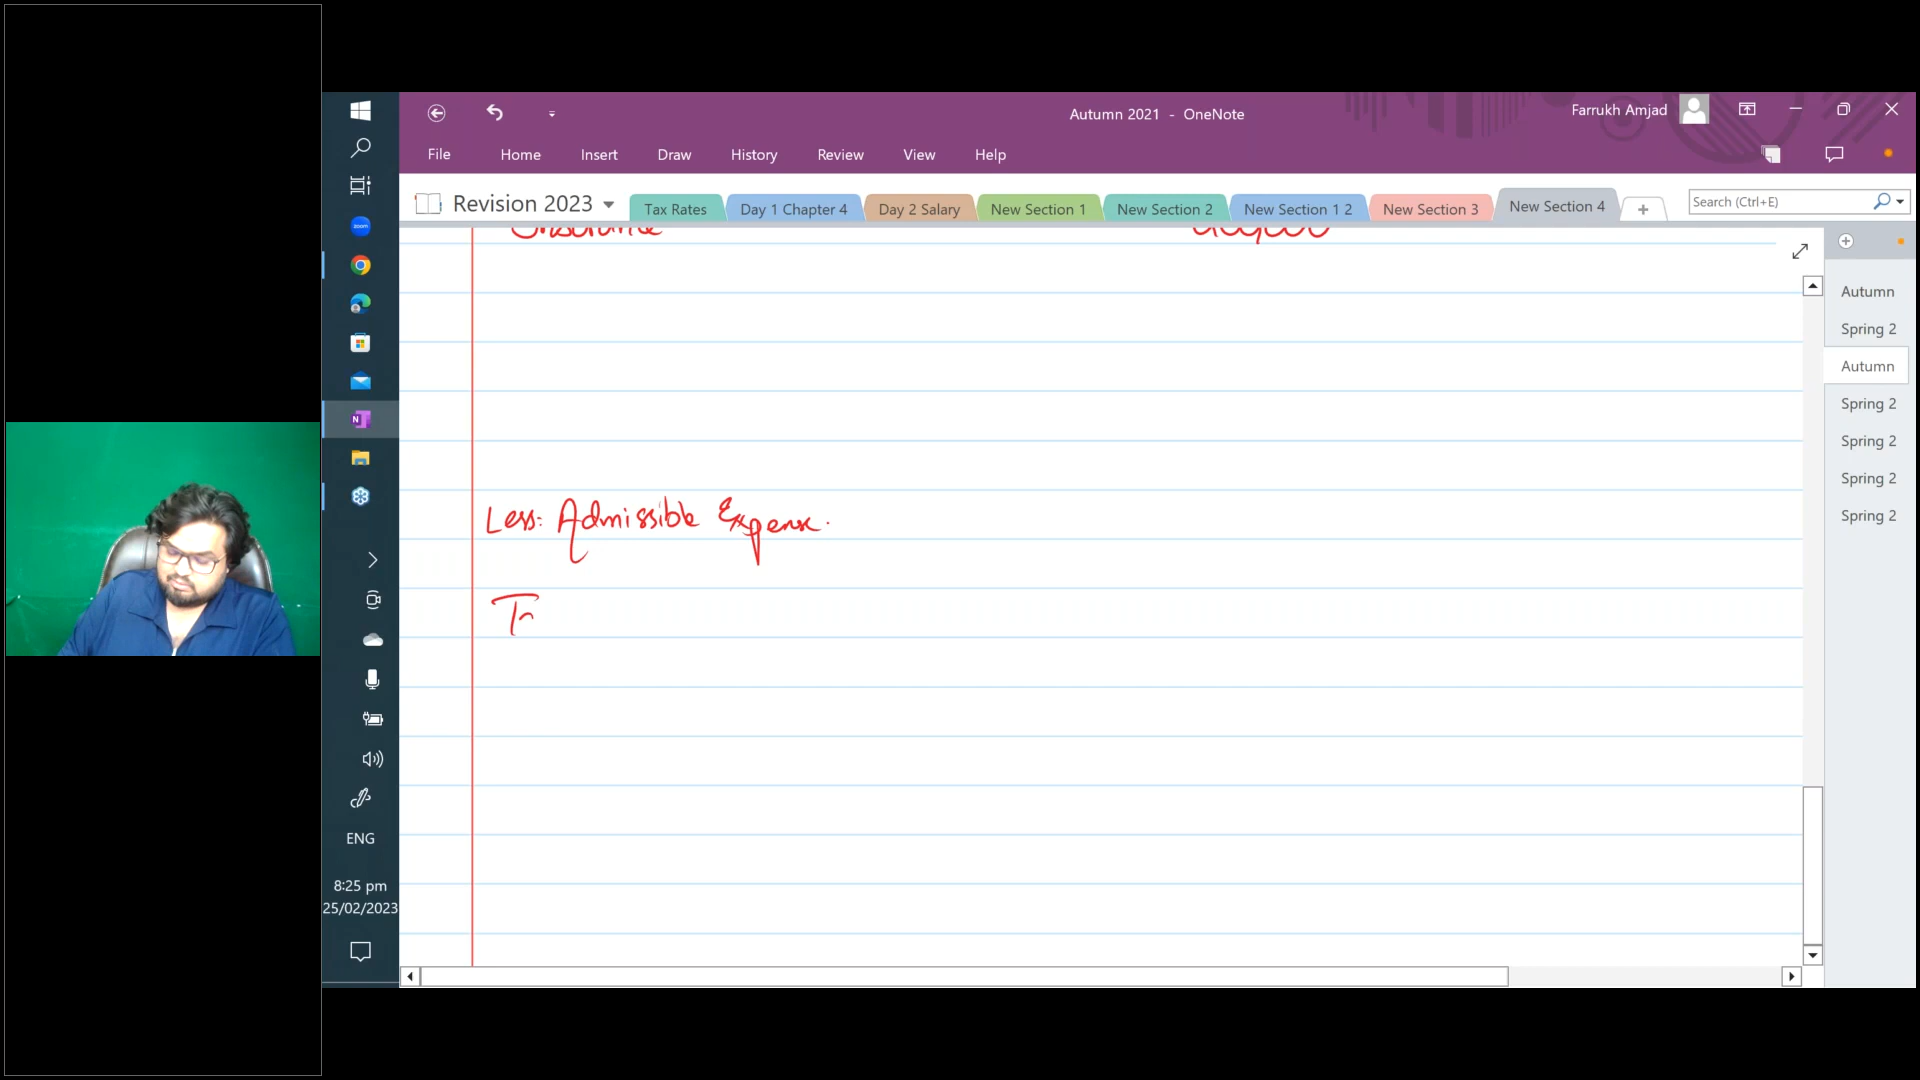 Autumn 2021 - OneNote
Farrukh Amjad
File Home Insert Draw History Review View Help
Revision 2023
Tax Rates
Day 1 Chapter 4
Day 2 Salary
New Section 1
New Section 2
New Section 1 2
New Section 3
New Section 4
Search (Ctrl+E)
zoom
N
Less: Admissible Expense.
Autumn
Spring 2
Autumn
Spring 2
Spring 2
Spring 2
Spring 2
ENG
8:25 pm
25/02/2023